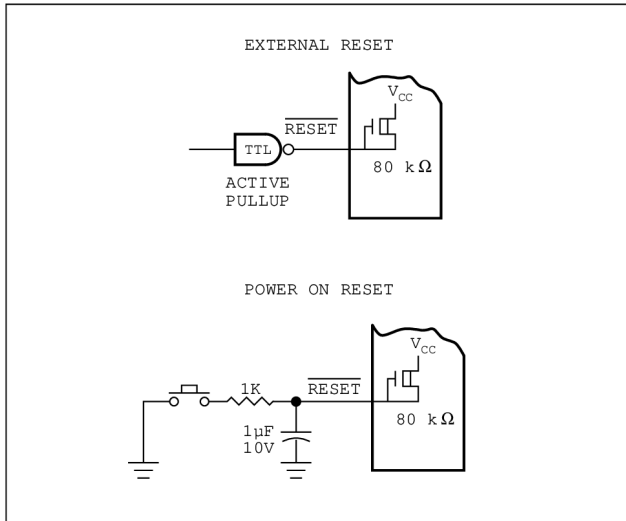 EXTERNAL RESET
V_CC
RESET
TTL
80 kΩ
ACTIVE
PULLUP
POWER ON RESET
V_CC
RESET
1K
80 kΩ
1µF
10V